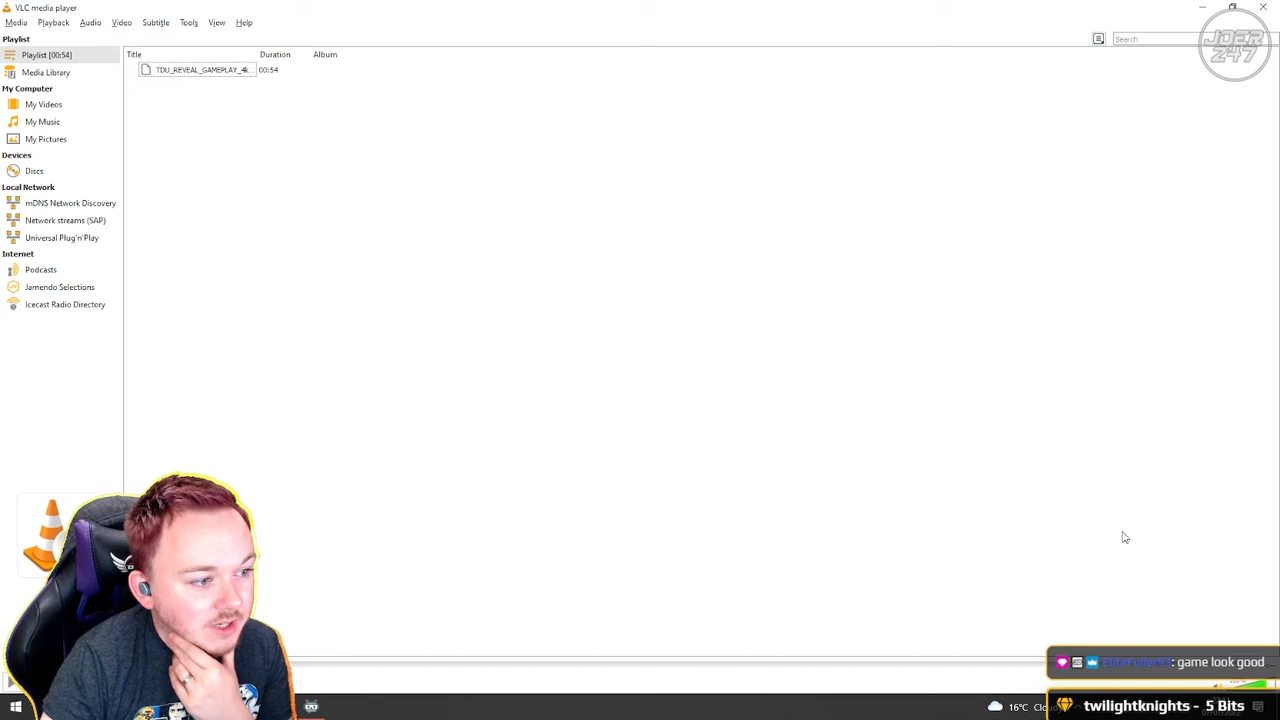 VLC media player
Media Playback Audio Video Subtitle Tools View Help
JOER
247
Playlist
Search
Playlist [00:54]
Title Duration Album
TDU_REVEAL_GAMEPLAY_4k... 00:54
Media Library
My Computer
My Videos
My Music
My Pictures
Devices
Discs
Local Network
mDNS Network Discovery
Network streams (SAP)
Universal Plug'n'Play
Internet
Podcasts
Jamendo Selections
Icecast Radio Directory
: game look good
twilightknights - 5 Bits
16°C